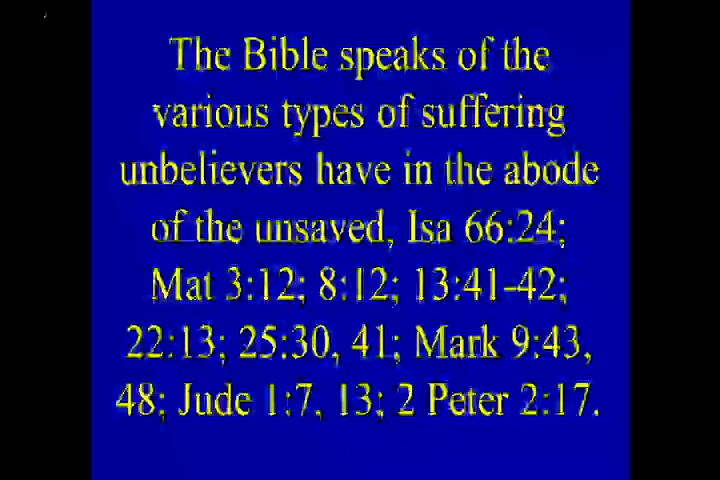 The Bible speaks of the
various types of suffering
unbelievers have in the abode
of the unsaved, Isa 66:24;
Mat 3:12; 8:12; 13:41-42;
22:13; 25:30, 41; Mark 9:43,
48; Jude 1:7, 13; 2 Peter 2:17.